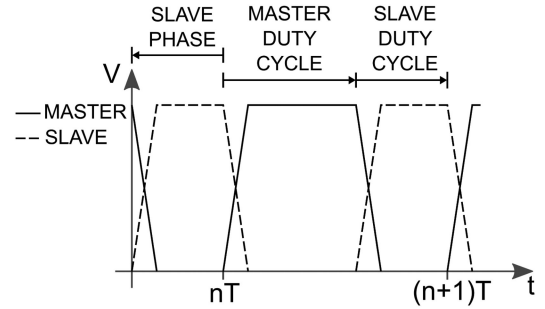 SLAVE
PHASE
MASTER
DUTY
CYCLE
SLAVE
DUTY
CYCLE
V
MASTER
SLAVE
nT
(n+1)T
t